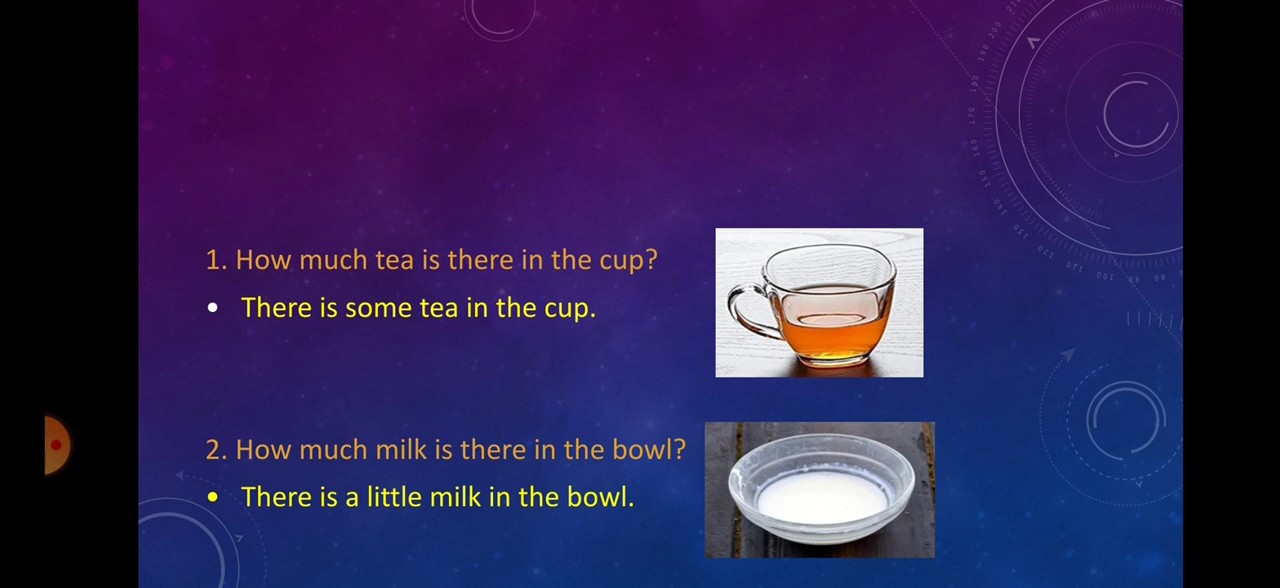 1. How much tea is there in the cup?
• There is some tea in the cup.
2. How much milk is there in the bowl?
• There is a little milk in the bowl.